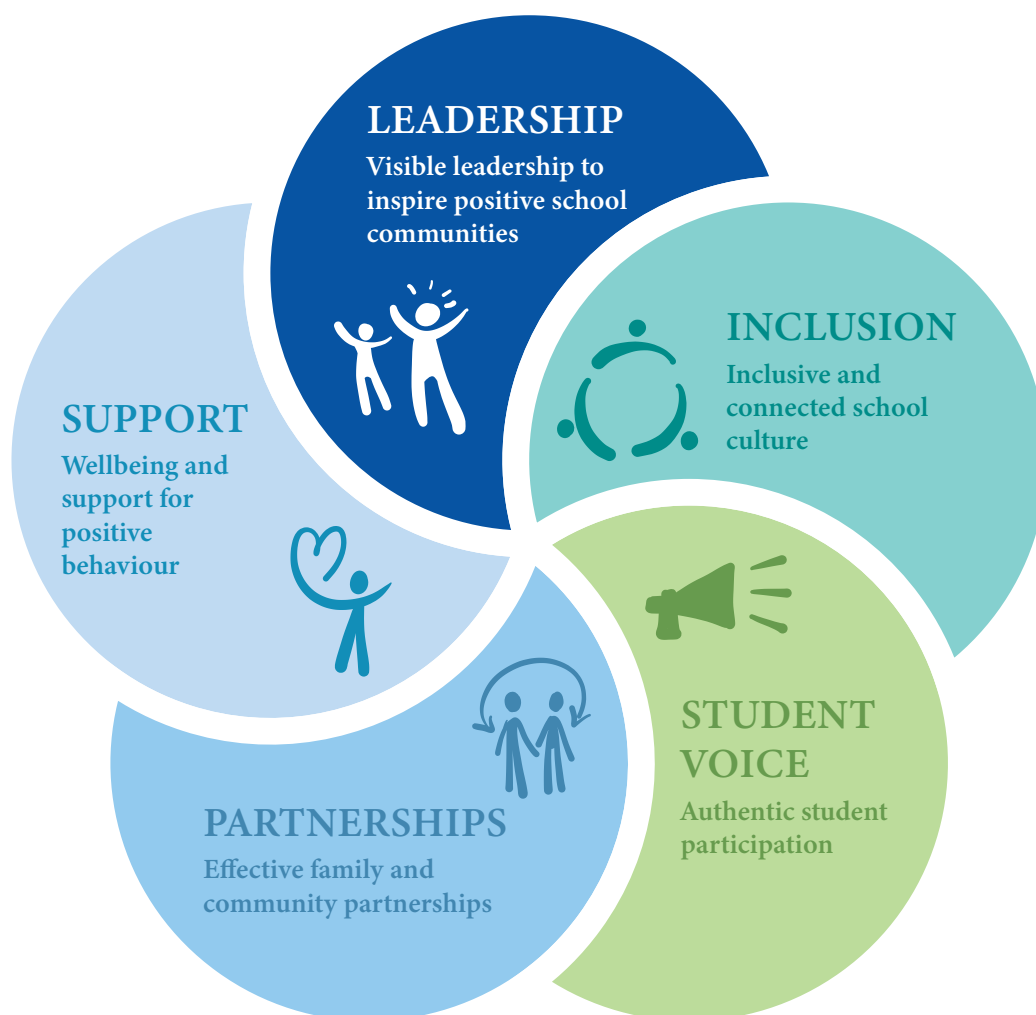 LEADERSHIP
Visible leadership to
inspire positive school
communities
INCLUSION
Inclusive and
connected school
culture
STUDENT
VOICE
Authentic student
participation
PARTNERSHIPS
Effective family and
community partnerships
SUPPORT
Wellbeing and
support for
positive
behaviour